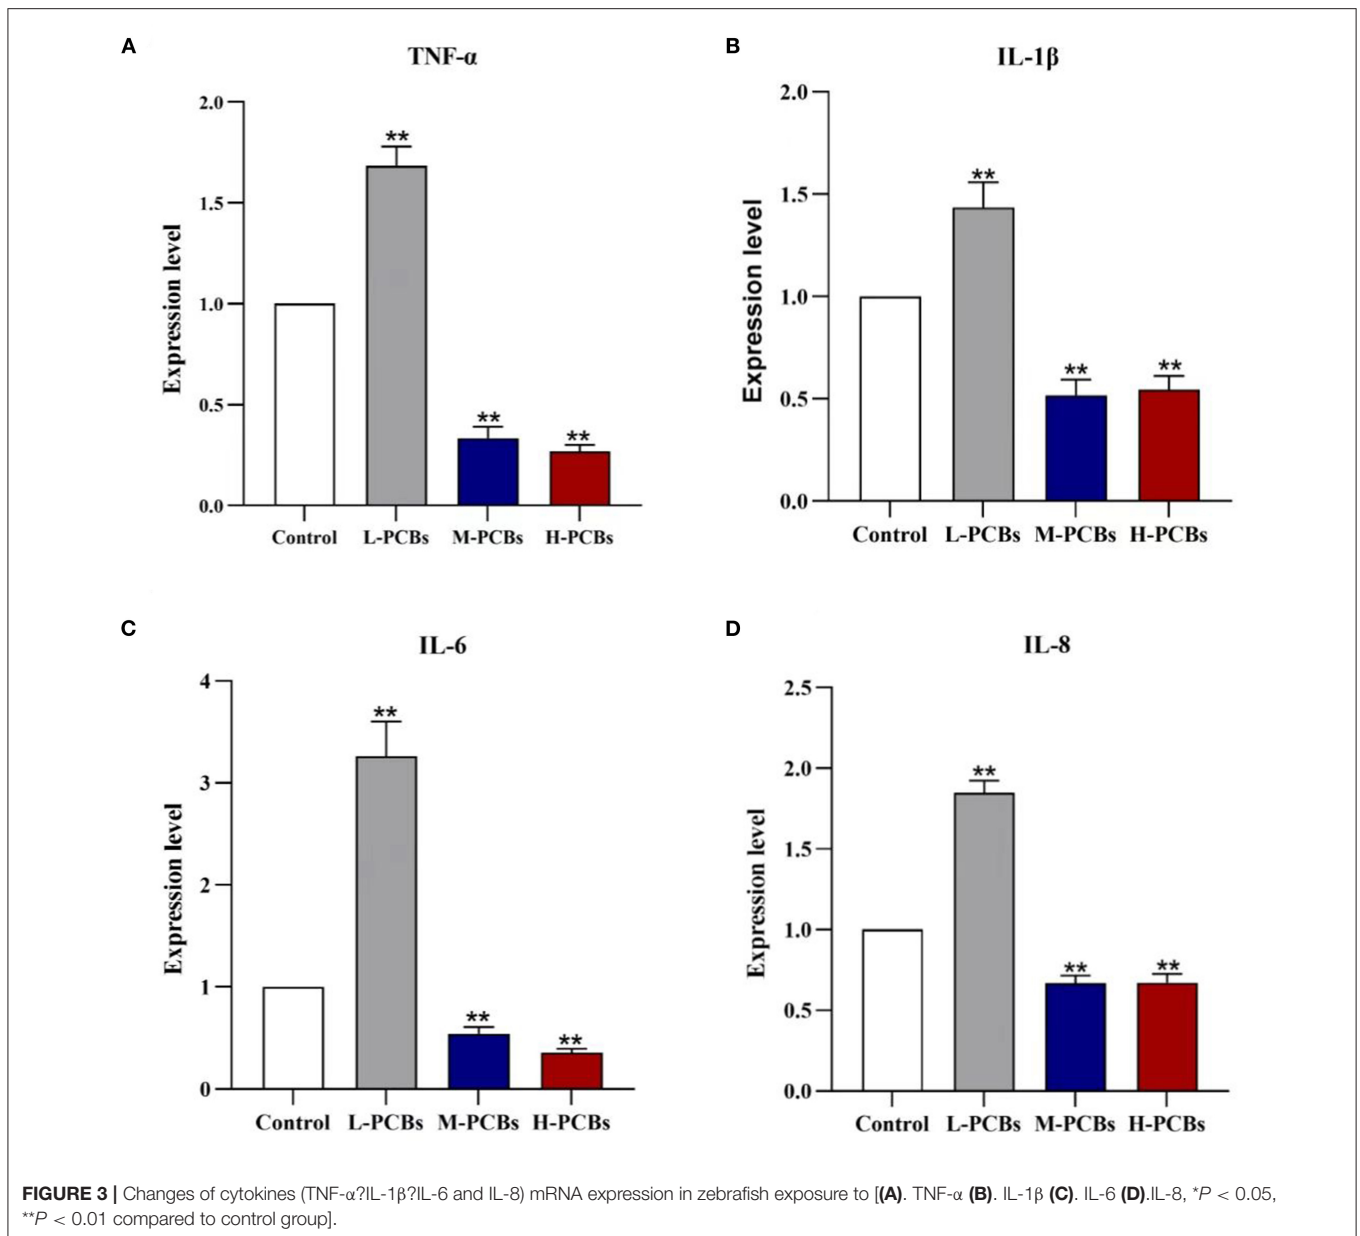 A
TNF-α
2.0
1.5
1.0
0.5
0.0
Expression level
**
**
**
Control L-PCBs M-PCBs H-PCBs
B
IL-1β
2.0
1.5
1.0
0.5
0.0
Expression level
**
**
**
Control L-PCBs M-PCBs H-PCBs
C
IL-6
4
3
2
1
0
Expression level
**
**
**
Control L-PCBs M-PCBs H-PCBs
D
IL-8
2.5
2.0
1.5
1.0
0.5
0.0
Expression level
**
**
**
Control L-PCBs M-PCBs H-PCBs
FIGURE 3 | Changes of cytokines (TNF-α?IL-1β?IL-6 and IL-8) mRNA expression in zebrafish exposure to [(A). TNF-α (B). IL-1β (C). IL-6 (D).IL-8, *P < 0.05,
**P < 0.01 compared to control group].